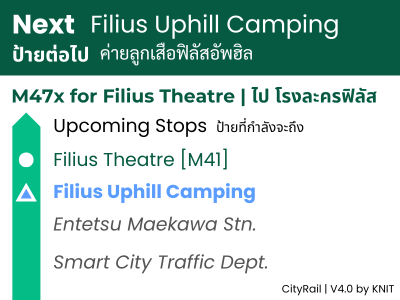 Next Filius Uphill Camping
ป้ายต่อไป ค่ายลูกเสือฟิลัสอัพฮิล
M47x for Filius Theatre | ไป โรงละครฟิลัส
Upcoming Stops ป้ายที่กำลังจะถึง
Filius Theatre [M41]
Filius Uphill Camping
Entetsu Maekawa Stn.
Smart City Traffic Dept.
CityRail | V4.0 by KNIT